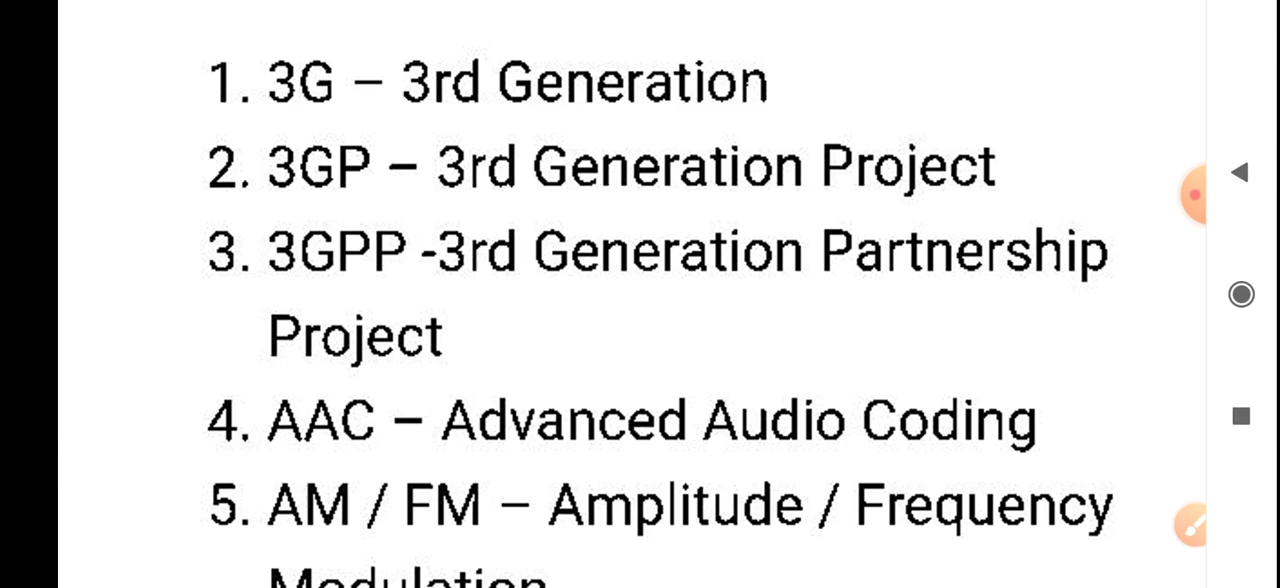 1. 3G – 3rd Generation
2. 3GP – 3rd Generation Project
3. 3GPP -3rd Generation Partnership
Project
4. AAC – Advanced Audio Coding
5. AM / FM – Amplitude / Frequency
Modulation